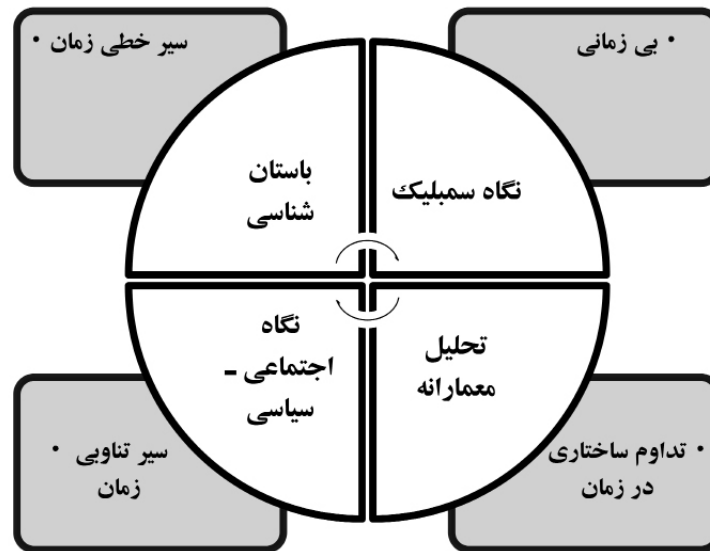 • بی زمانی
• سیر خطی زمان
نگاه سمبلیک
باستان
شناسی
تحلیل
معمارانه
نگاه
اجتماعی -
سیاسی
• تداوم ساختاری
در زمان
• سیر تناوبی
زمان